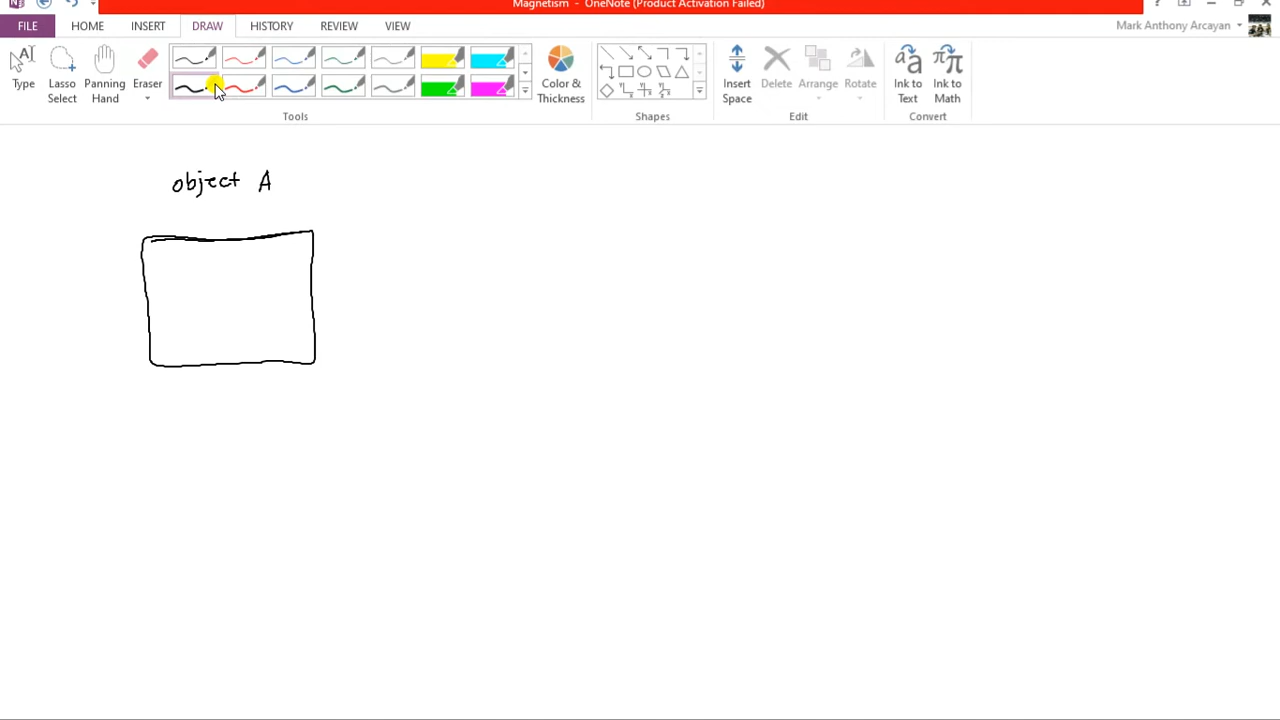 Magnetism - OneNote (Product Activation Failed)
FILE HOME INSERT DRAW HISTORY REVIEW VIEW
Mark Anthony Arcayan
Type
Lasso Select
Panning Hand
Eraser
Color & Thickness
Insert Space
Delete
Arrange
Rotate
Ink to Text
Ink to Math
Tools
Shapes
Edit
Convert
object A